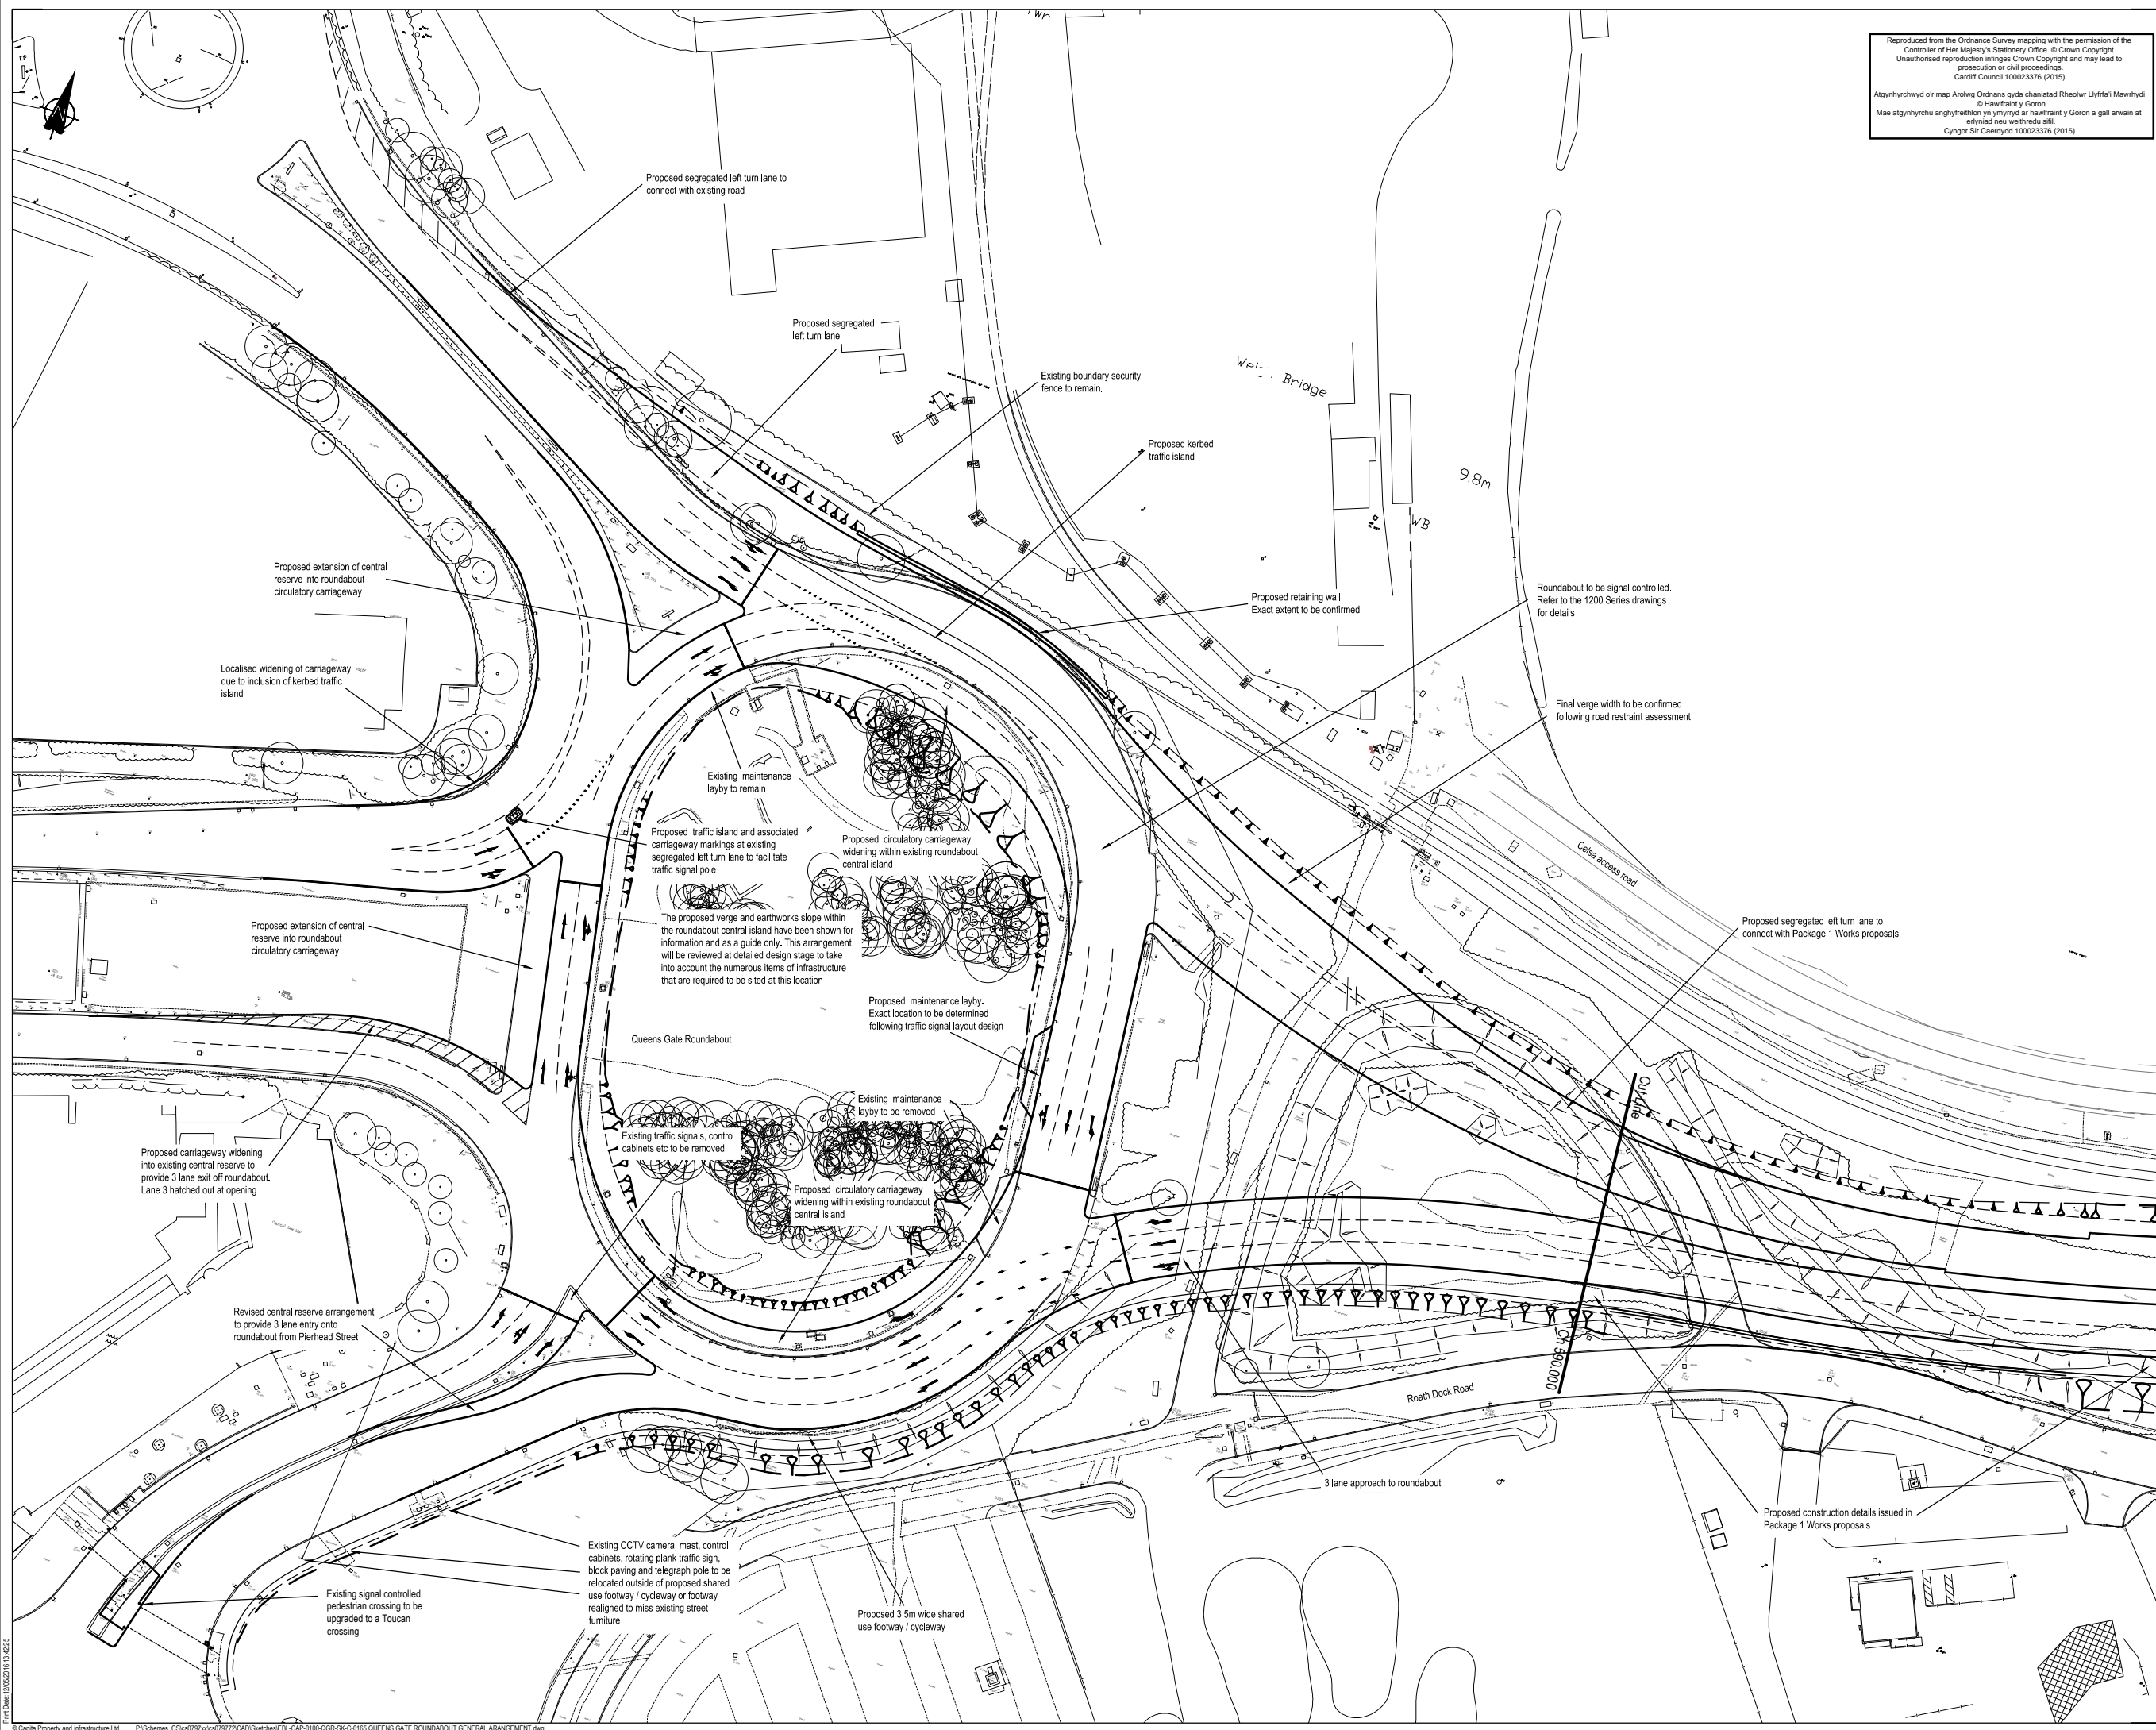 Reproduced from the Ordnance Survey mapping with the permission of the
Controller of Her Majesty's Stationery Office. © Crown Copyright.
Unauthorised reproduction infinges Crown Copyright and may lead to
prosecution or civil proceedings.
Cardiff Council 100023376 (2015).
Atgynhyrchwyd o'r map Arolwg Ordnans gyda chaniatad Rheolwr Llyfrfa'i Mawrhydi
© Hawlfraint y Goron.
Mae atgynhyrchu anghyfreithlon yn ymyrryd ar hawlfraint y Goron a gall arwain at
erlyniad neu weithredu sifil.
Cyngor Sir Caerdydd 100023376 (2015).
Proposed segregated left turn lane to
connect with existing road
Proposed segregated
left turn lane
Existing boundary security
fence to remain.
Bridge
Proposed kerbed
traffic island
9.8m
WB
Proposed extension of central
reserve into roundabout
circulatory carriageway
Proposed retaining wall
Exact extent to be confirmed
Roundabout to be signal controlled.
Refer to the 1200 Series drawings
for details
Localised widening of carriageway
due to inclusion of kerbed traffic
island
Final verge width to be confirmed
following road restraint assessment
Existing maintenance
layby to remain
Proposed traffic island and associated
carriageway markings at existing
segregated left turn lane to facilitate
traffic signal pole
Proposed circulatory carriageway
widening within existing roundabout
central island
Celsa access road
The proposed verge and earthworks slope within
the roundabout central island have been shown for
information and as a guide only. This arrangement
will be reviewed at detailed design stage to take
into account the numerous items of infrastructure
that are required to be sited at this location
Proposed extension of central
reserve into roundabout
circulatory carriageway
Proposed segregated left turn lane to
connect with Package 1 Works proposals
Proposed maintenance layby.
Exact location to be determined
following traffic signal layout design
Queens Gate Roundabout
Cut Line
Existing maintenance
layby to be removed
Existing traffic signals, control
cabinets etc to be removed
Proposed carriageway widening
into existing central reserve to
provide 3 lane exit off roundabout.
Lane 3 hatched out at opening
Proposed circulatory carriageway
widening within existing roundabout
central island
Revised central reserve arrangement
to provide 3 lane entry onto
roundabout from Pierhead Street
Ch 590.000
Roath Dock Road
3 lane approach to roundabout
Proposed construction details issued in
Package 1 Works proposals
Existing CCTV camera, mast, control
cabinets, rotating plank traffic sign,
block paving and telegraph pole to be
relocated outside of proposed shared
use footway / cycleway or footway
realigned to miss existing street
furniture
Existing signal controlled
pedestrian crossing to be
upgraded to a Toucan
crossing
Proposed 3.5m wide shared
use footway / cycleway
Print Date: 12/05/2016 13:42:25
© Capita Property and infrastructure Ltd.